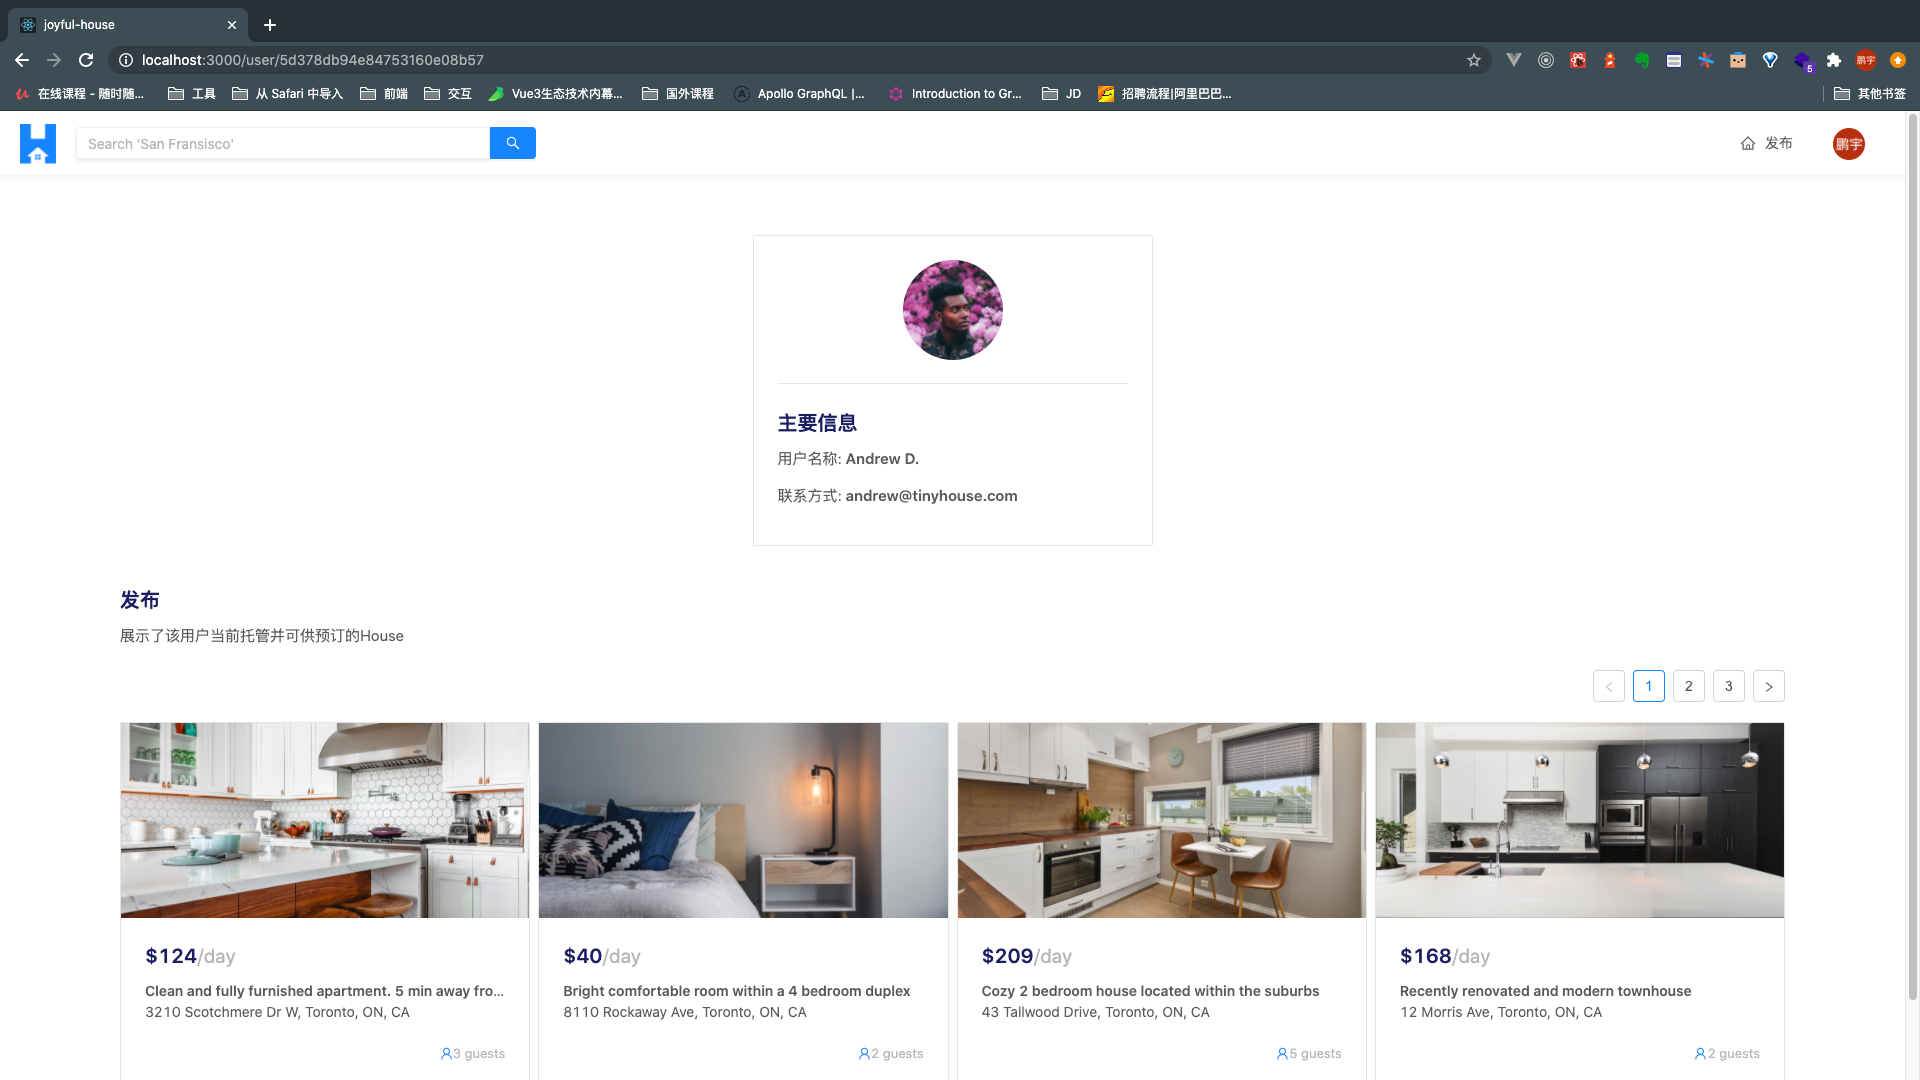 joyful-house
localhost:3000/user/5d378db94e84753160e08b57
鹏宇
5
在线课程 - 随时随...
工具
从 Safari 中导入
前端
交互
Vue3生态技术内幕...
国外课程
Apollo GraphQL |...
Introduction to Gr...
JD
招聘流程|阿里巴巴...
其他书签
Search 'San Fransisco'
发布
鹏宇
主要信息
用户名称: Andrew D.
联系方式: andrew@tinyhouse.com
发布
展示了该用户当前托管并可供预订的House
< 1 2 3 >
$124/day
Clean and fully furnished apartment. 5 min away fro...
3210 Scotchmere Dr W, Toronto, ON, CA
3 guests
$40/day
Bright comfortable room within a 4 bedroom duplex
8110 Rockaway Ave, Toronto, ON, CA
2 guests
$209/day
Cozy 2 bedroom house located within the suburbs
43 Tallwood Drive, Toronto, ON, CA
5 guests
$168/day
Recently renovated and modern townhouse
12 Morris Ave, Toronto, ON, CA
2 guests